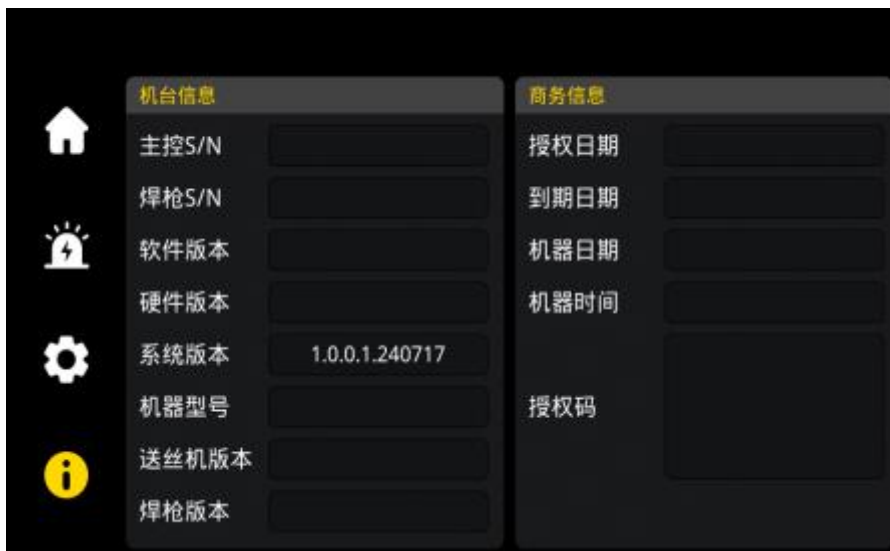 机台信息
主控S/N
焊枪S/N
软件版本
硬件版本
系统版本 1.0.0.1.240717
机器型号
送丝机版本
焊枪版本
商务信息
授权日期
到期日期
机器日期
机器时间
授权码